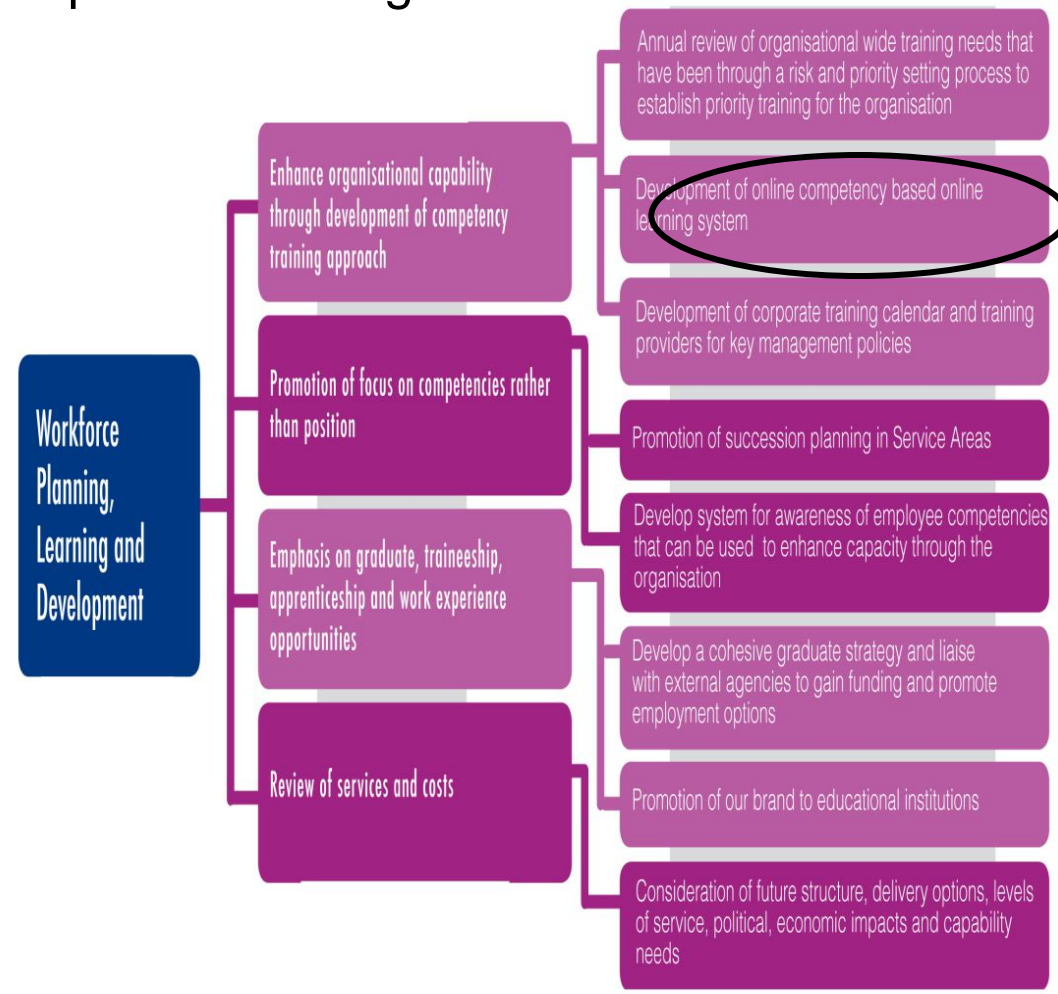 Workforce
Planning,
Learning and
Development
Enhance organisational capability
through development of competency
training approach
Annual review of organisational wide training needs that
have been through a risk and priority setting process to
establish priority training for the organisation
Development of online competency based online
learning system
Development of corporate training calendar and training
providers for key management policies
Promotion of focus on competencies rather
than position
Promotion of succession planning in Service Areas
Develop system for awareness of employee competencies
that can be used to enhance capacity through the
organisation
Emphasis on graduate, traineeship,
apprenticeship and work experience
opportunities
Develop a cohesive graduate strategy and liaise
with external agencies to gain funding and promote
employment options
Promotion of our brand to educational institutions
Review of services and costs
Consideration of future structure, delivery options, levels
of service, political, economic impacts and capability
needs